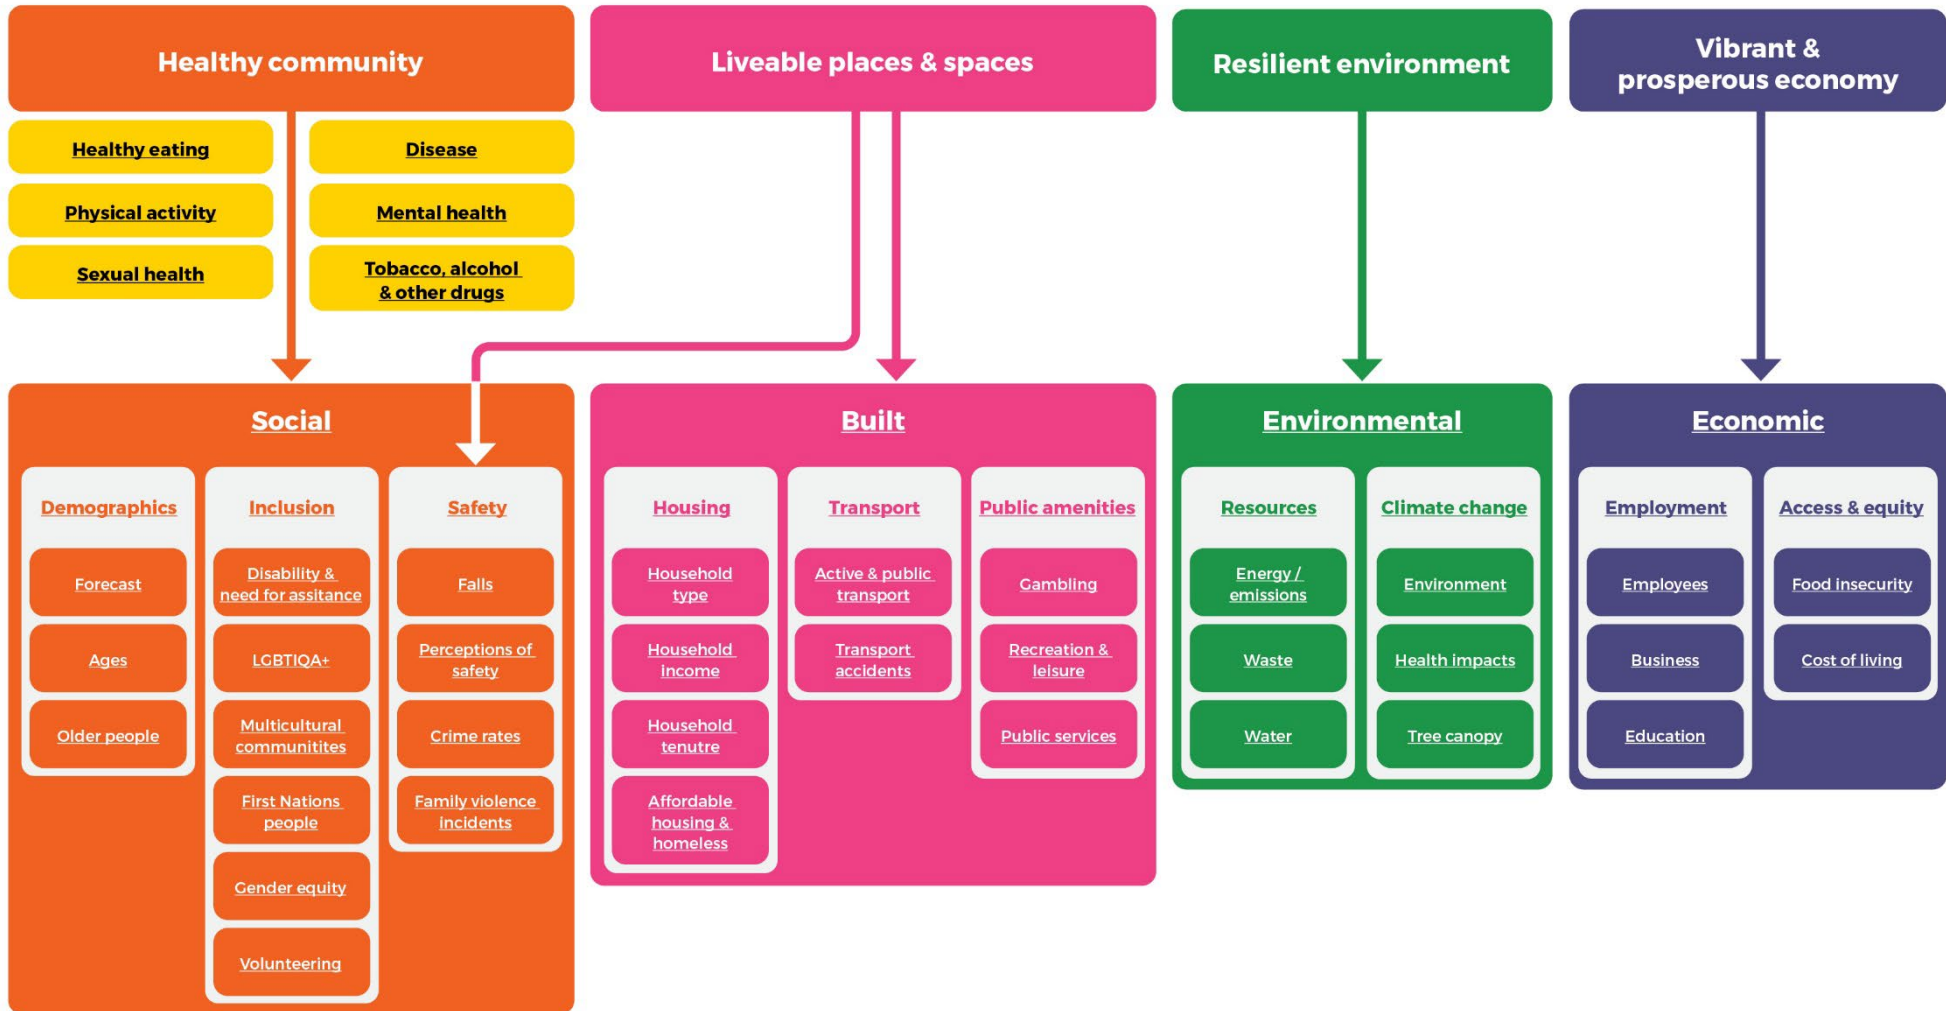 Healthy community
Liveable places & spaces
Resilient environment
Vibrant &
prosperous economy
Healthy eating
Disease
Physical activity
Mental health
Sexual health
Tobacco, alcohol
& other drugs
Social
Demographics
Forecast
Ages
Older people
Inclusion
Disability &
need for assitance
LGBTIQA+
Multicultural
communitites
First Nations
people
Gender equity
Volunteering
Safety
Falls
Perceptions of
safety
Crime rates
Family violence
incidents
Built
Housing
Household
type
Household
income
Household
tenutre
Affordable
housing &
homeless
Transport
Active & public
transport
Transport
accidents
Public amenities
Gambling
Recreation &
leisure
Public services
Environmental
Resources
Energy /
emissions
Waste
Water
Climate change
Environment
Health impacts
Tree canopy
Economic
Employment
Employees
Business
Education
Access & equity
Food insecurity
Cost of living